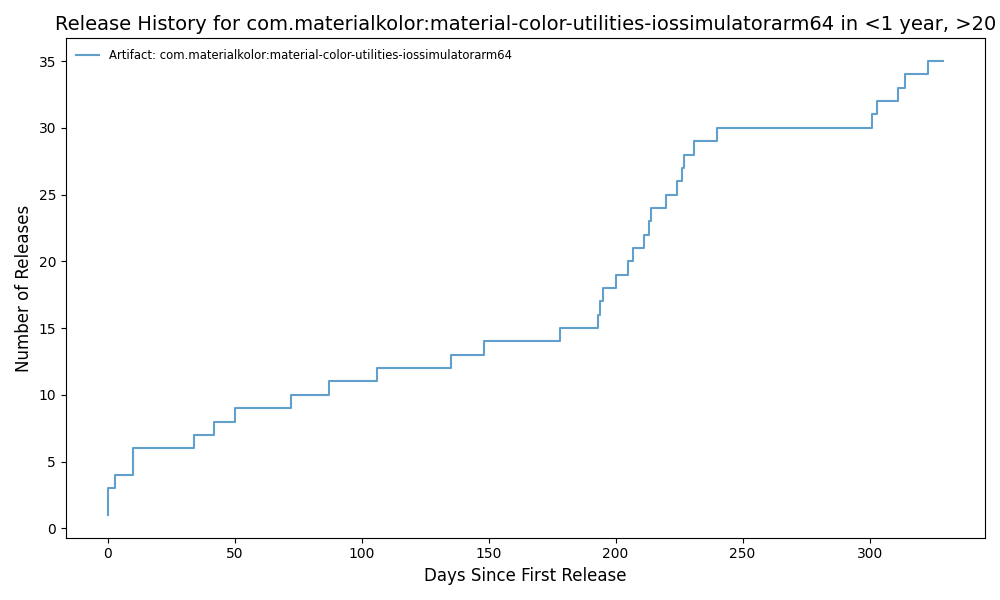 Release History for com.materialkolor:material-color-utilities-iossimulatorarm64 in <1 year, >20
Artifact: com.materialkolor:material-color-utilities-iossimulatorarm64
35
30
25
20
15
10
5
0
Number of Releases
0 50 100 150 200 250 300
Days Since First Release